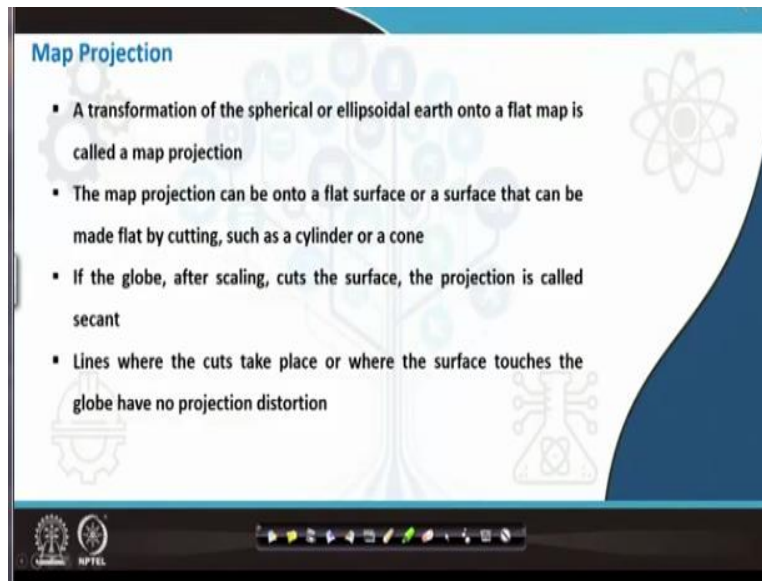 Map Projection
▪ A transformation of the spherical or ellipsoidal earth onto a flat map is
called a map projection
▪ The map projection can be onto a flat surface or a surface that can be
made flat by cutting, such as a cylinder or a cone
▪ If the globe, after scaling, cuts the surface, the projection is called
secant
▪ Lines where the cuts take place or where the surface touches the
globe have no projection distortion
NPTEL